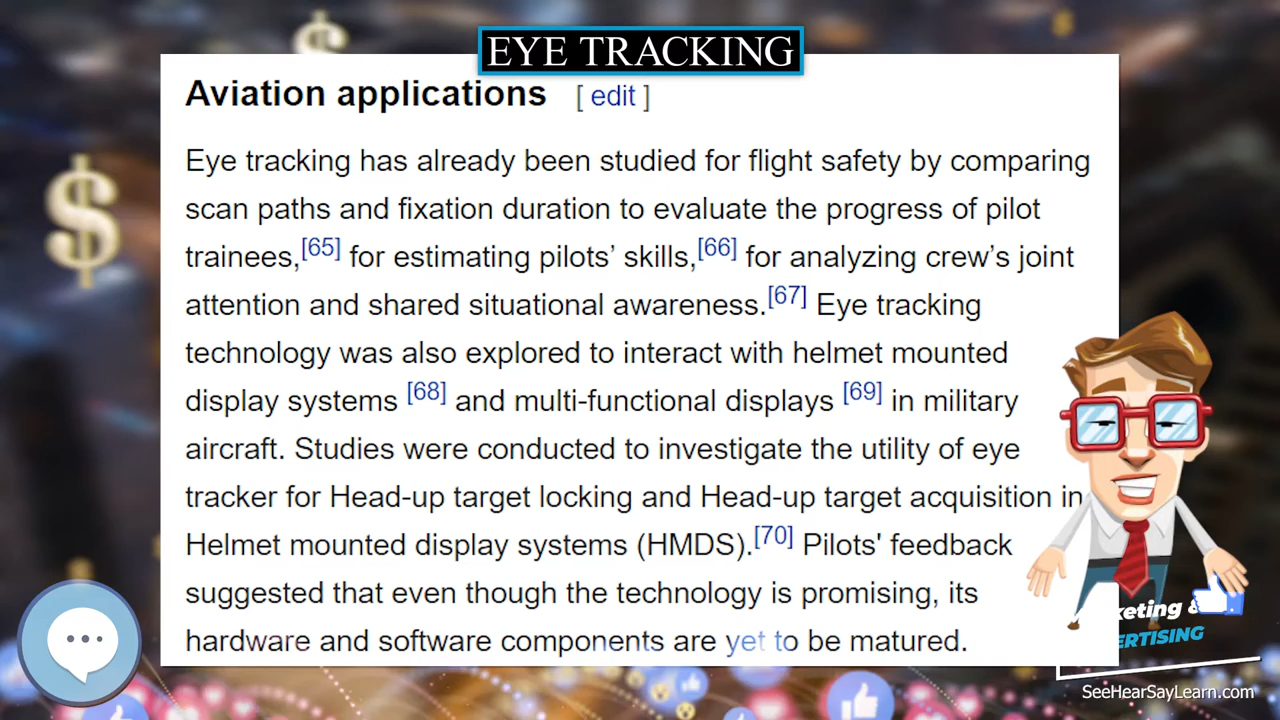 EYE TRACKING
Aviation applications [ edit ]
Eye tracking has already been studied for flight safety by comparing
scan paths and fixation duration to evaluate the progress of pilot
trainees,[65] for estimating pilots’ skills,[66] for analyzing crew’s joint
attention and shared situational awareness.[67] Eye tracking
technology was also explored to interact with helmet mounted
display systems [68] and multi-functional displays [69] in military
aircraft. Studies were conducted to investigate the utility of eye
tracker for Head-up target locking and Head-up target acquisition in
Helmet mounted display systems (HMDS).[70] Pilots' feedback
suggested that even though the technology is promising, its
hardware and software components are yet to be matured.
keting &
ERTISING
SeeHearSayLearn.com